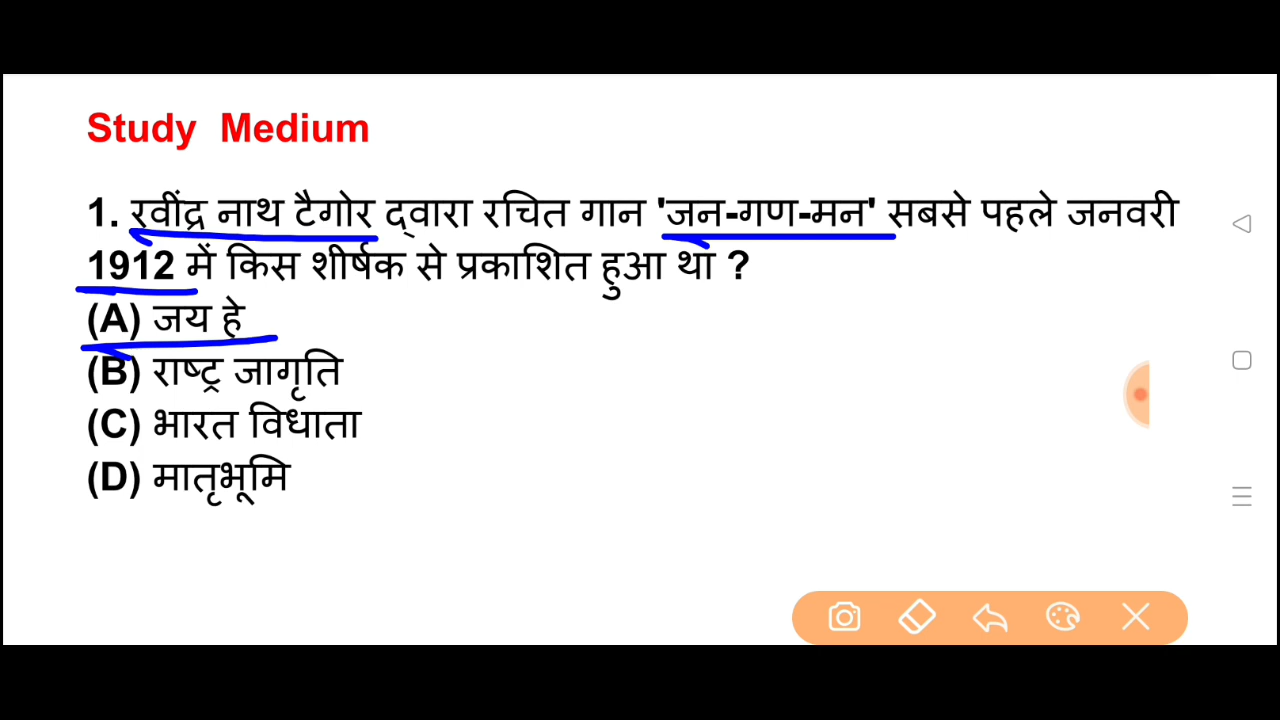 Study Medium
1. रवींद्र नाथ टैगोर द्वारा रचित गान 'जन-गण-मन' सबसे पहले जनवरी
1912 में किस शीर्षक से प्रकाशित हुआ था ?
(A) जय हे
(B) राष्ट्र जागृति
(C) भारत विधाता
(D) मातृभूमि